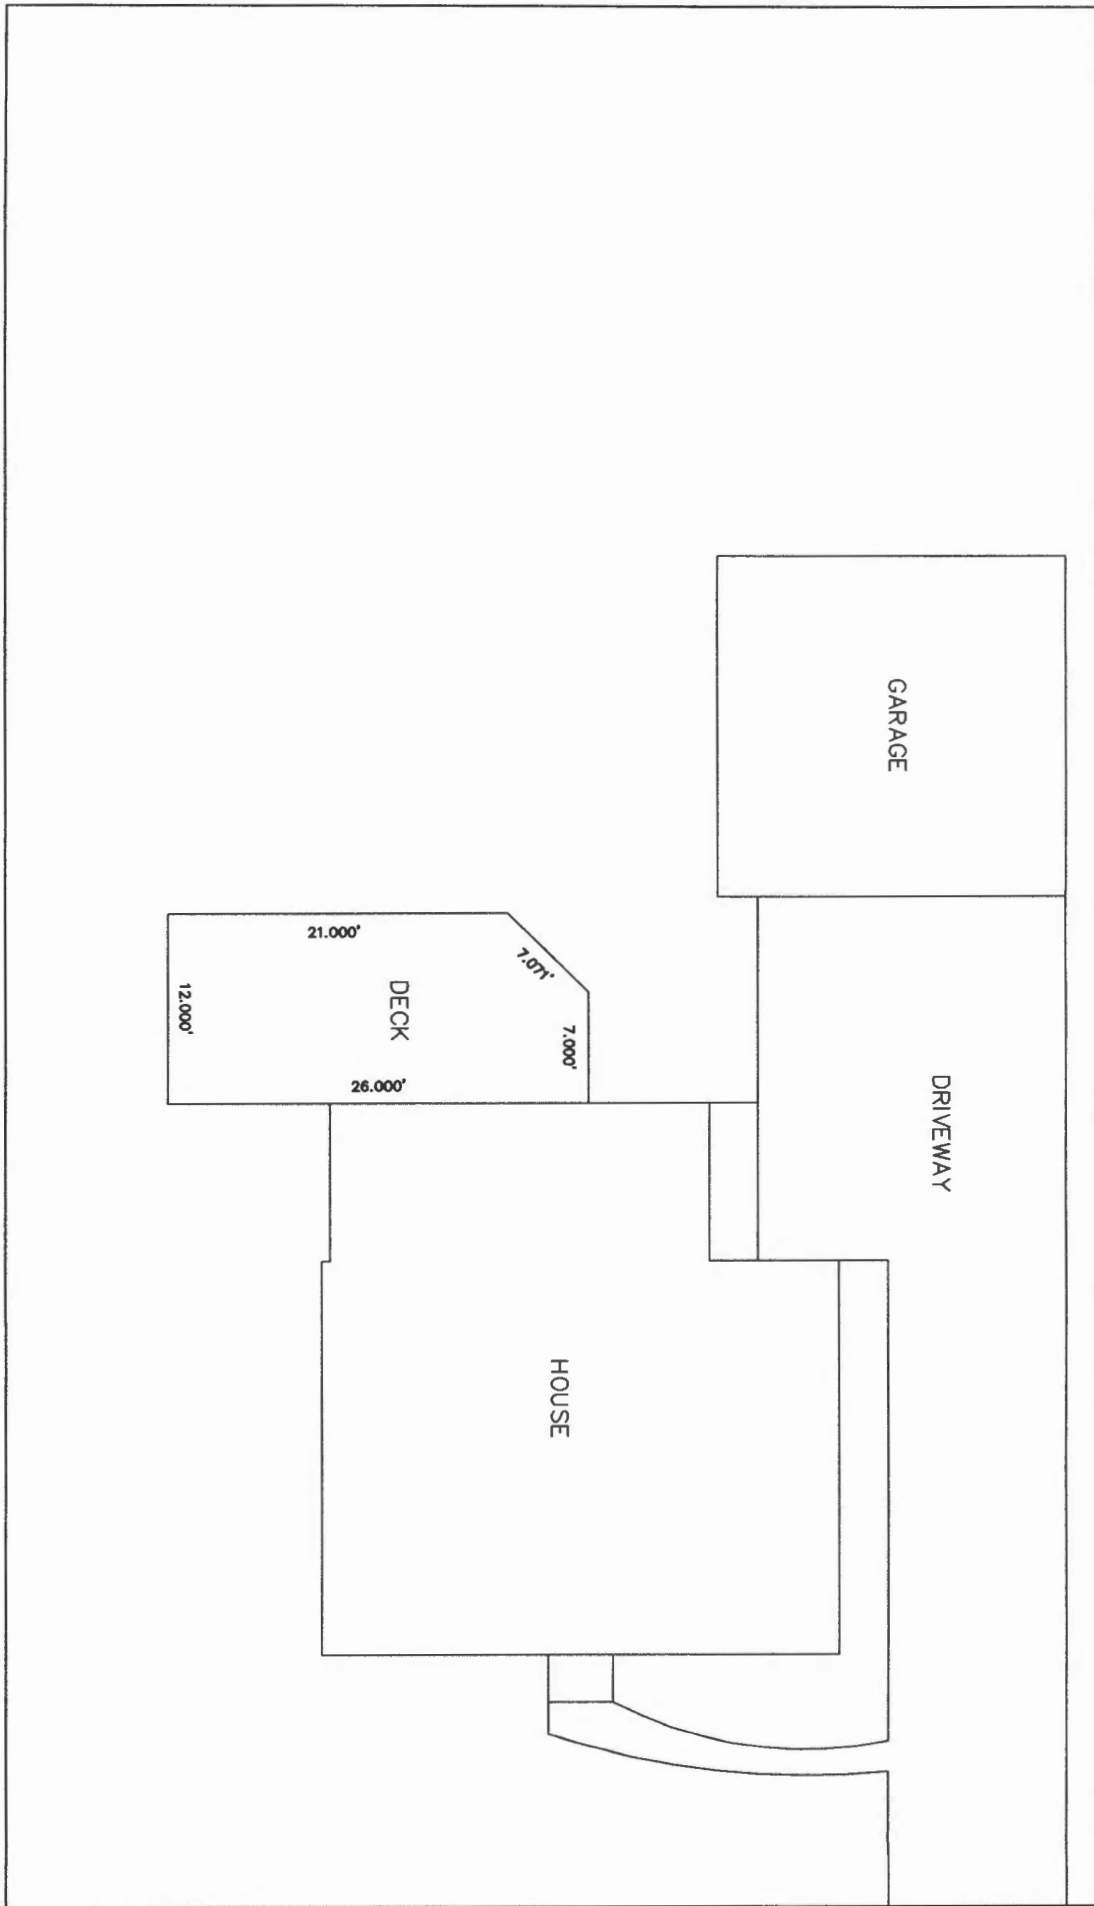 GARAGE
21.000'
7.071'
DECK
12.000'
7.000'
26.000'
DRIVEWAY
HOUSE